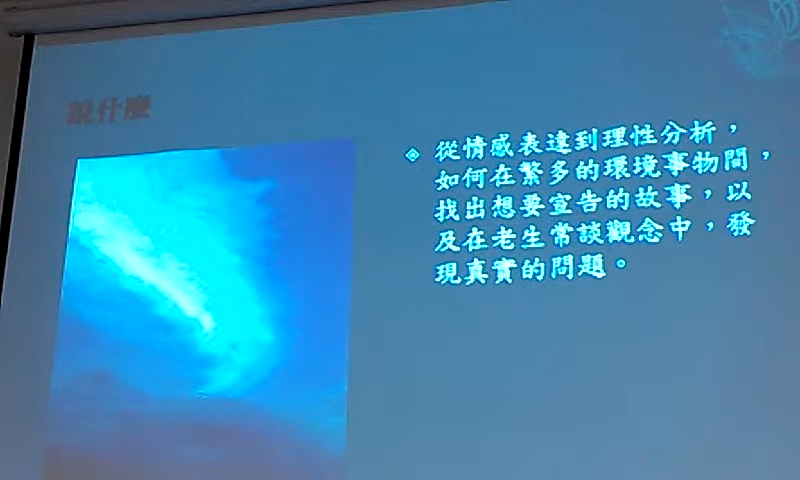 說什麼
從情感表達到理性分析，
如何在繁多的環境事物間，
找出想要宣告的故事，以
及在老生常談觀念中，發
現真實的問題。